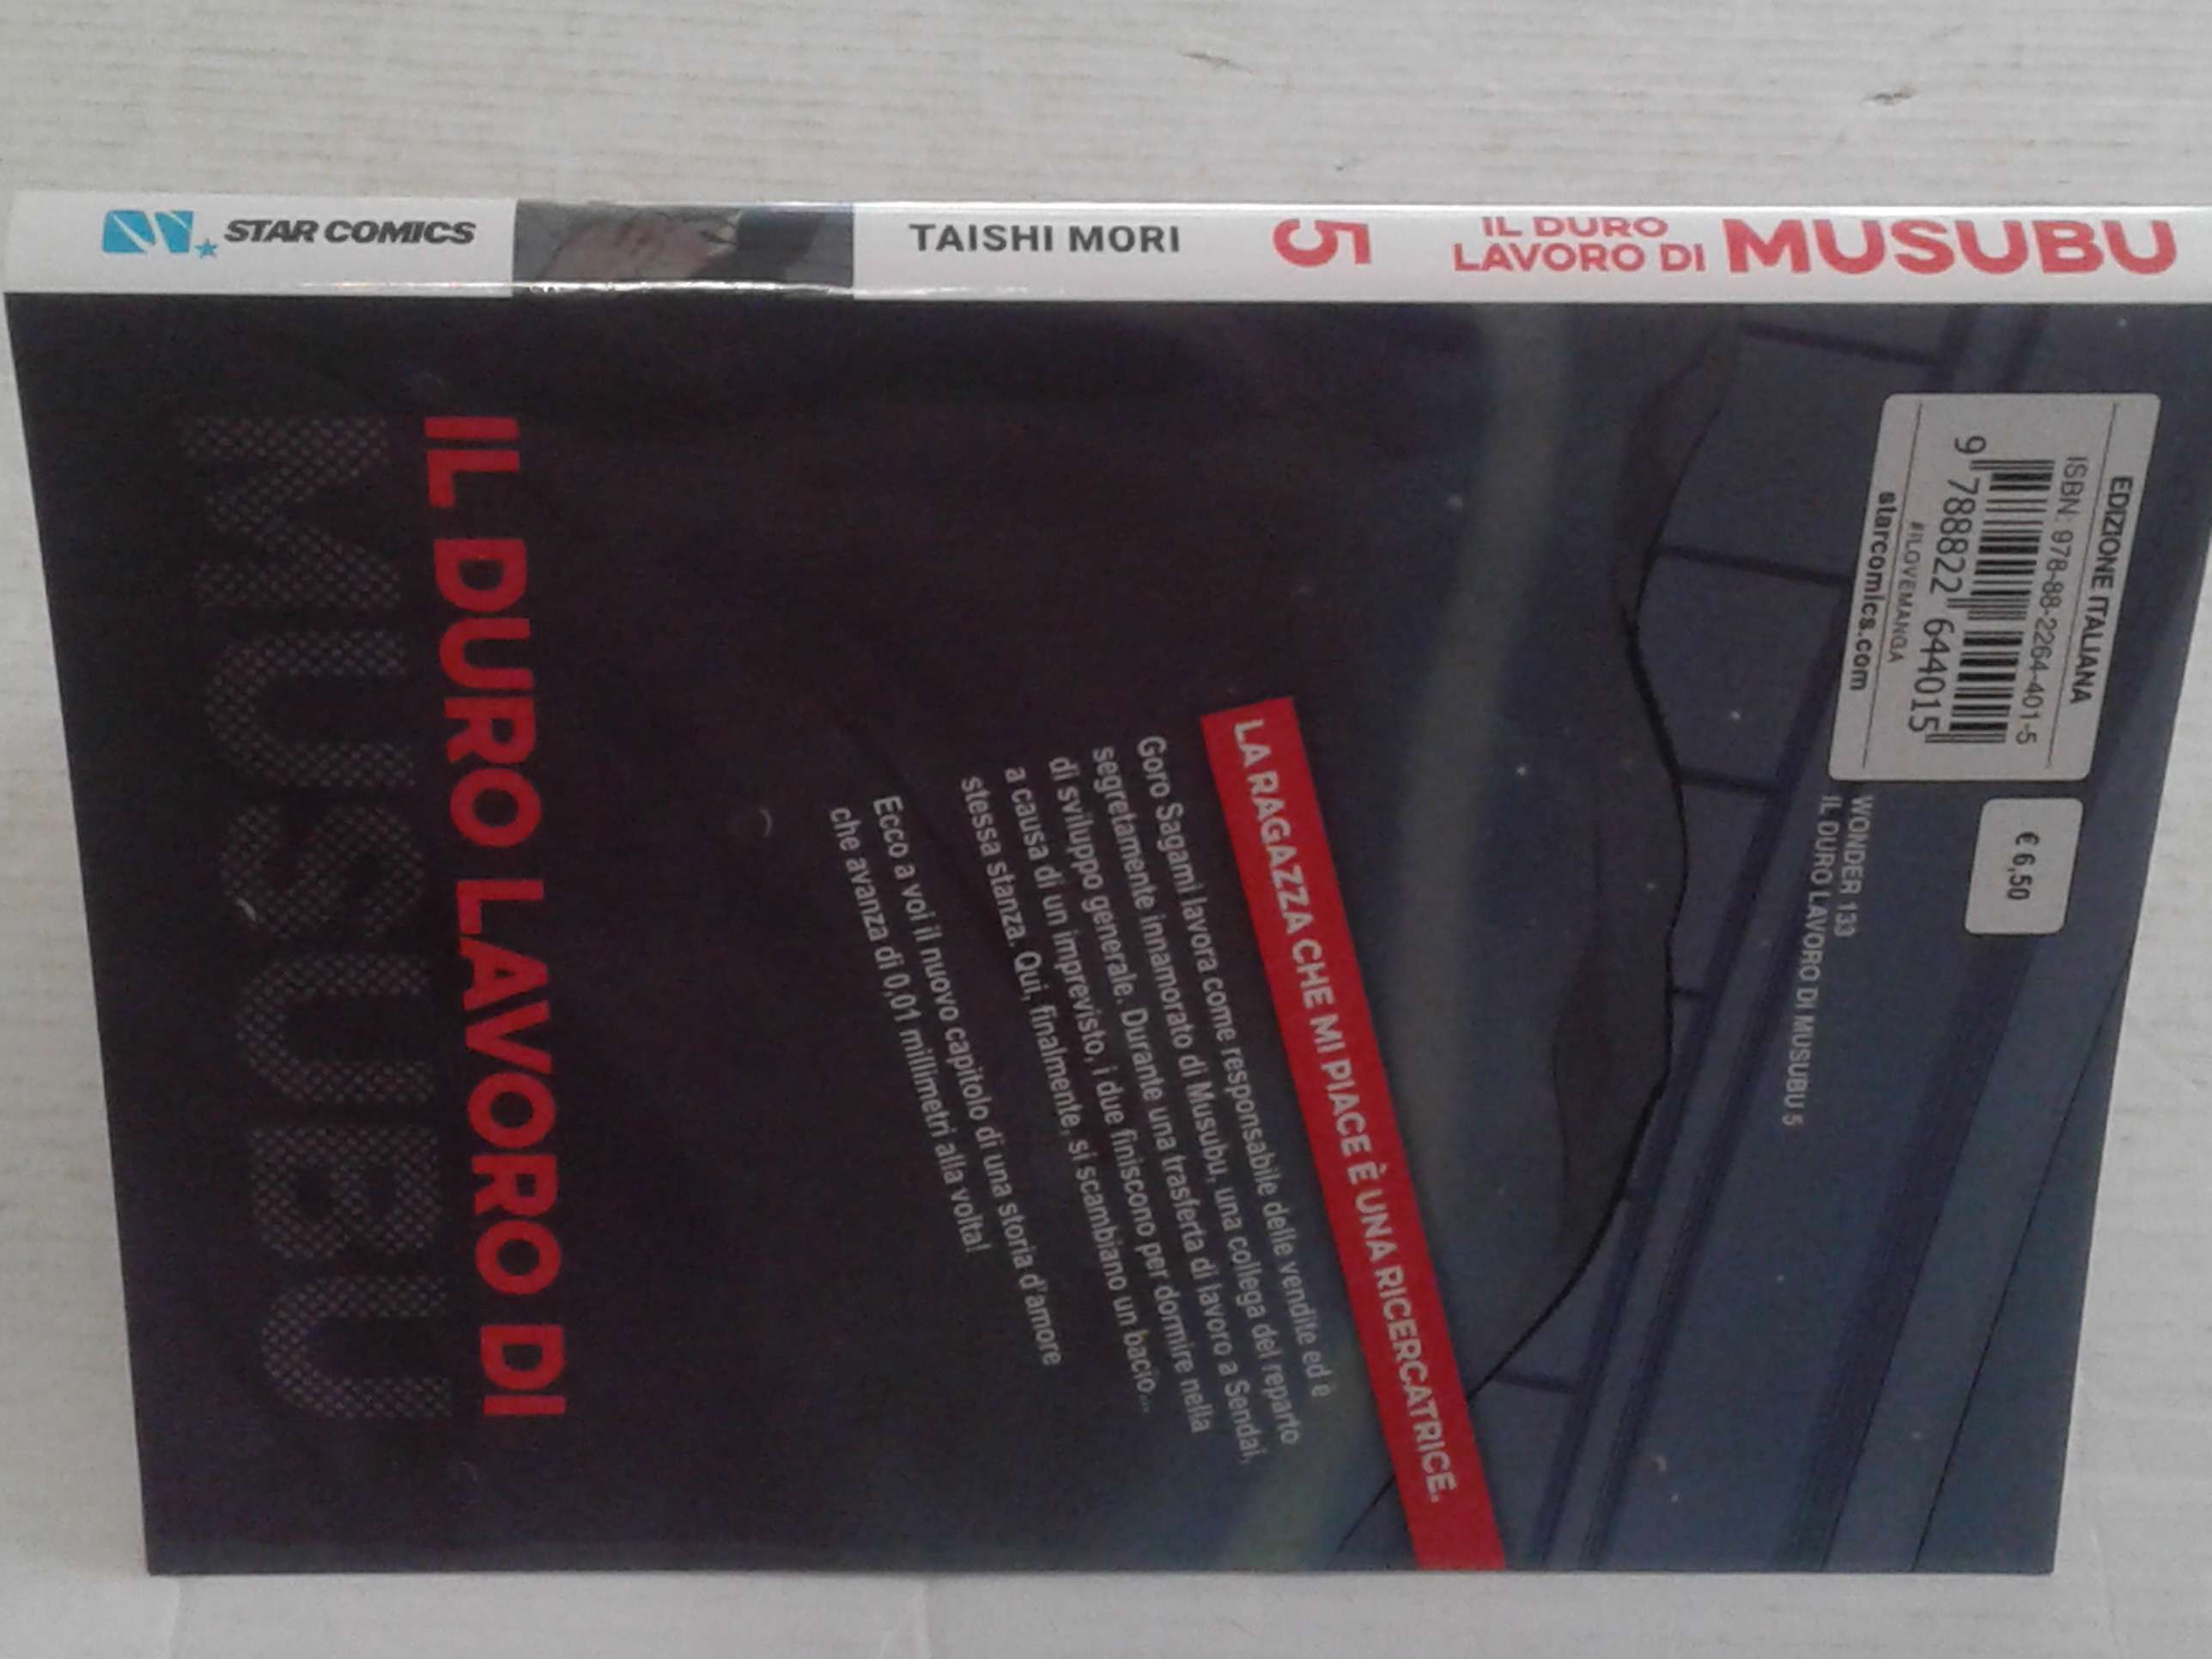 STAR COMICS
TAISHI MORI
5
IL DURO
LAVORO DI
MUSUBU
EDIZIONE ITALIANA
ISBN: 978-88-2264-401-5
9 788822 644015
#ILOVEMANGA
starcomics.com
€ 6,50
WONDER 133
IL DURO LAVORO DI MUSUBU 5
LA RAGAZZA CHE MI PIACE È UNA RICERCATRICE.
Goro Sagami lavora come responsabile delle vendite ed è
segretamente innamorato di Musubu, una collega del reparto
di sviluppo generale. Durante una trasferta di lavoro a Sendai,
a causa di un imprevisto, i due finiscono per dormire nella
stessa stanza. Qui, finalmente, si scambiano un bacio...
Ecco a voi il nuovo capitolo di una storia d'amore
che avanza di 0,01 millimetri alla volta!
IL DURO LAVORO DI
MUSUBU